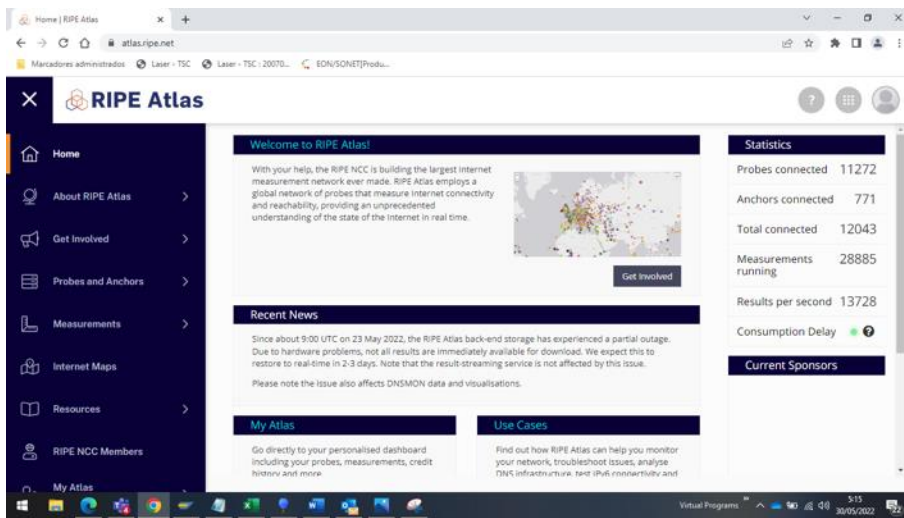 Home | RIPE Atlas
atlas.ripe.net
Marcadores administrados
Laser - TSC
Laser - TSC : 20070...
EON/SONET|Produ...
RIPE Atlas
Home
About RIPE Atlas
Get Involved
Probes and Anchors
Measurements
Internet Maps
Resources
RIPE NCC Members
My Atlas
Welcome to RIPE Atlas!
With your help, the RIPE NCC is building the largest Internet
measurement network ever made. RIPE Atlas employs a
global network of probes that measure Internet connectivity
and reachability, providing an unprecedented
understanding of the state of the Internet in real time.
Get Involved
Recent News
Since about 9:00 UTC on 23 May 2022, the RIPE Atlas back-end storage has experienced a partial outage.
Due to hardware problems, not all results are immediately available for download. We expect this to
restore to real-time in 2-3 days. Note that the result-streaming service is not affected by this issue.
Please note the issue also affects DNSMON data and visualisations.
My Atlas
Go directly to your personalised dashboard
including your probes, measurements, credit
history and more
Use Cases
Find out how RIPE Atlas can help you monitor
your network, troubleshoot issues, analyse
DNS infrastructure, test IPv6 connectivity and
Statistics
Probes connected 11272
Anchors connected 771
Total connected 12043
Measurements running 28885
Results per second 13728
Consumption Delay
Current Sponsors
Virtual Programs
5:15
30/05/2022